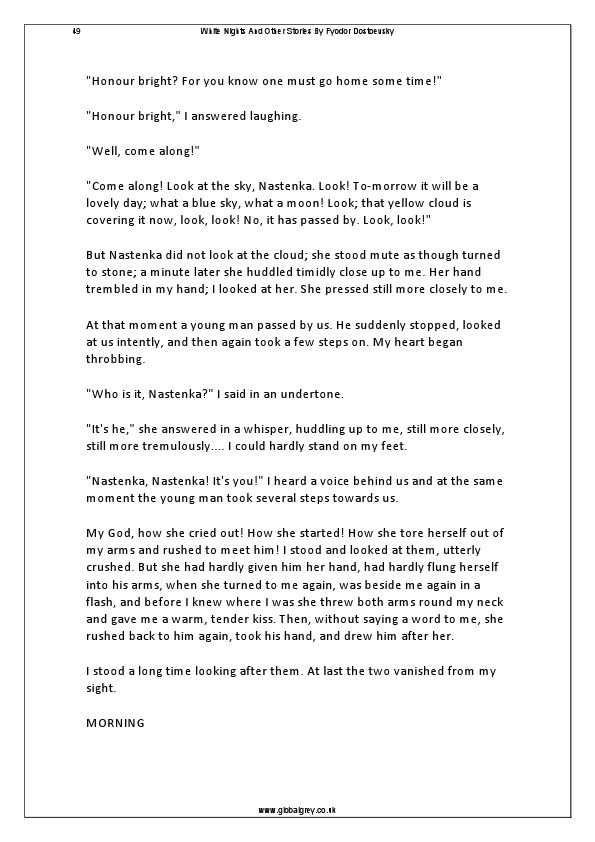 49 White Nights And Other Stories By Fyodor Dostoevsky
"Honour bright? For you know one must go home some time!"
"Honour bright," I answered laughing.
"Well, come along!"
"Come along! Look at the sky, Nastenka. Look! To-morrow it will be a
lovely day; what a blue sky, what a moon! Look; that yellow cloud is
covering it now, look, look! No, it has passed by. Look, look!"
But Nastenka did not look at the cloud; she stood mute as though turned
to stone; a minute later she huddled timidly close up to me. Her hand
trembled in my hand; I looked at her. She pressed still more closely to me.
At that moment a young man passed by us. He suddenly stopped, looked
at us intently, and then again took a few steps on. My heart began
throbbing.
"Who is it, Nastenka?" I said in an undertone.
"It's he," she answered in a whisper, huddling up to me, still more closely,
still more tremulously.... I could hardly stand on my feet.
"Nastenka, Nastenka! It's you!" I heard a voice behind us and at the same
moment the young man took several steps towards us.
My God, how she cried out! How she started! How she tore herself out of
my arms and rushed to meet him! I stood and looked at them, utterly
crushed. But she had hardly given him her hand, had hardly flung herself
into his arms, when she turned to me again, was beside me again in a
flash, and before I knew where I was she threw both arms round my neck
and gave me a warm, tender kiss. Then, without saying a word to me, she
rushed back to him again, took his hand, and drew him after her.
I stood a long time looking after them. At last the two vanished from my
sight.
MORNING
www.globalgrey.co.uk